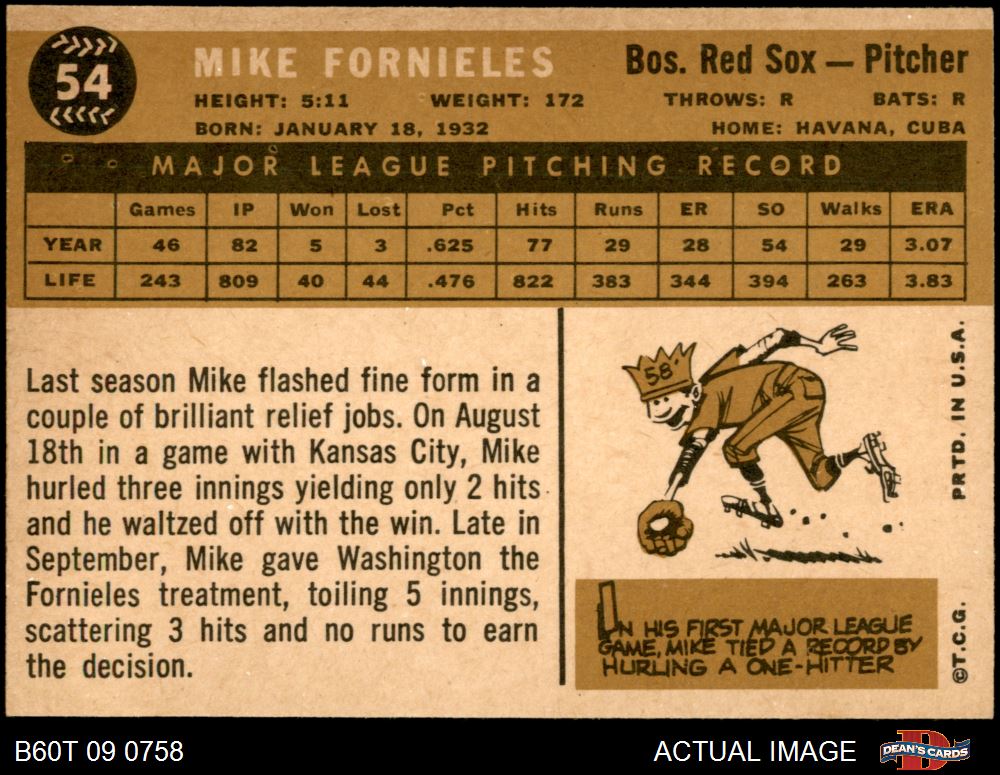 54
MIKE FORNIELES
Bos. Red Sox — Pitcher
HEIGHT: 5:11 WEIGHT: 172 THROWS: R BATS: R
BORN: JANUARY 18, 1932 HOME: HAVANA, CUBA
MAJOR LEAGUE PITCHING RECORD
Games IP Won Lost Pct Hits Runs ER SO Walks ERA
YEAR 46 82 5 3 .625 77 29 28 54 29 3.07
LIFE 243 809 40 44 .476 822 383 344 394 263 3.83
Last season Mike flashed fine form in a
couple of brilliant relief jobs. On August
18th in a game with Kansas City, Mike
hurled three innings yielding only 2 hits
and he waltzed off with the win. Late in
September, Mike gave Washington the
Fornieles treatment, toiling 5 innings,
scattering 3 hits and no runs to earn
the decision.
58
IN HIS FIRST MAJOR LEAGUE
GAME, MIKE TIED A RECORD BY
HURLING A ONE-HITTER
©T.C.G. PRTD. IN U.S.A.
B60T 09 0758
ACTUAL IMAGE
DEAN'S CARDS